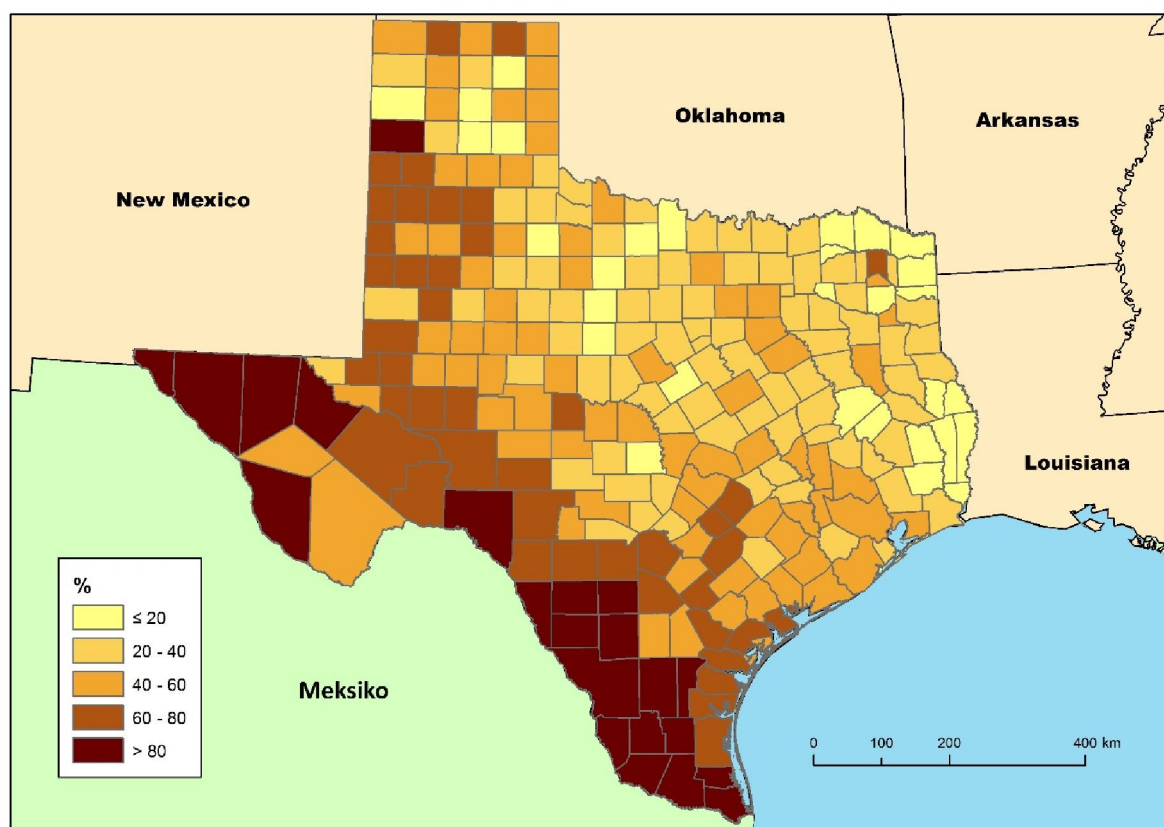 Oklahoma
Arkansas
New Mexico
Louisiana
%
≤ 20
20 - 40
40 - 60
60 - 80
> 80
Meksiko
0 100 200 400 km